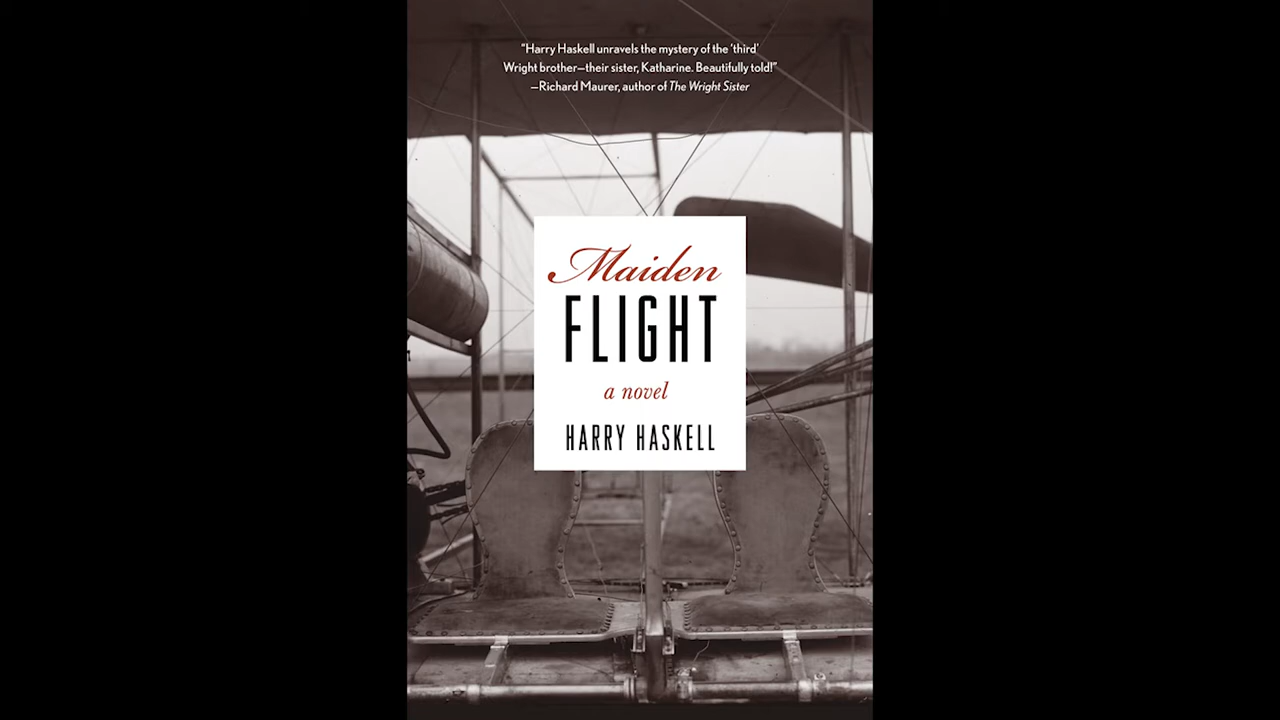 “Harry Haskell unravels the mystery of the ‘third’
Wright brother—their sister, Katharine. Beautifully told!”
—Richard Maurer, author of The Wright Sister
Maiden
FLIGHT
a novel
HARRY HASKELL